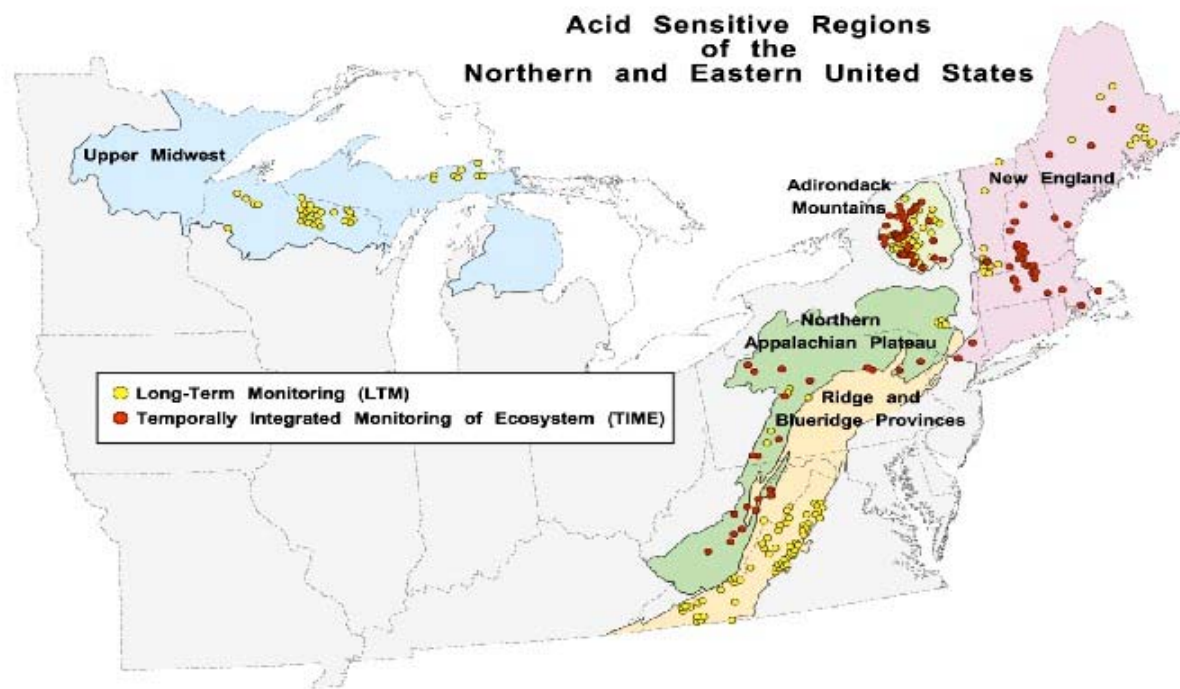 Acid Sensitive Regions
of the
Northern and Eastern United States
Upper Midwest
New England
Adirondack
Mountains
Northern
Appalachian Plateau
Long-Term Monitoring (LTM)
Temporally Integrated Monitoring of Ecosystem (TIME)
Ridge and
Blueridge Provinces